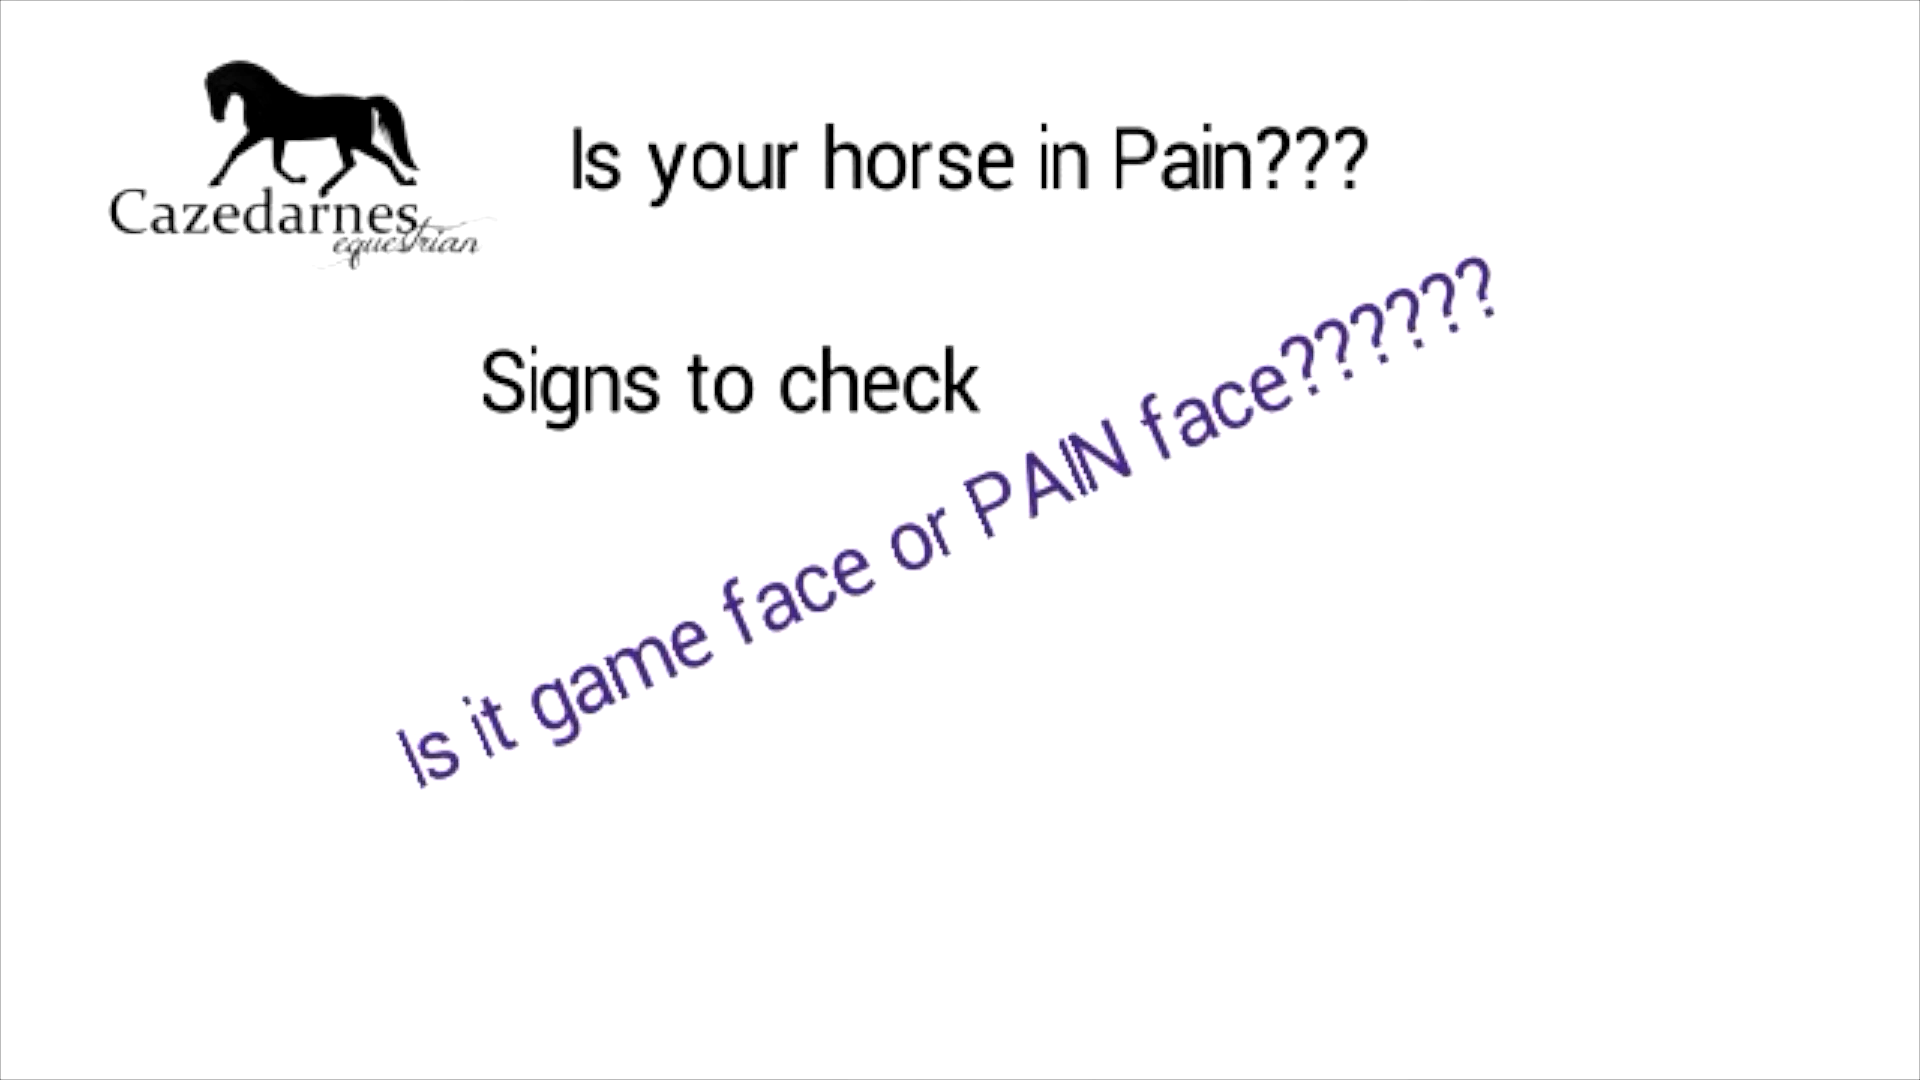 Cazedarnes
equestrian
Is your horse in Pain???
Signs to check
Is it game face or PAIN face??????